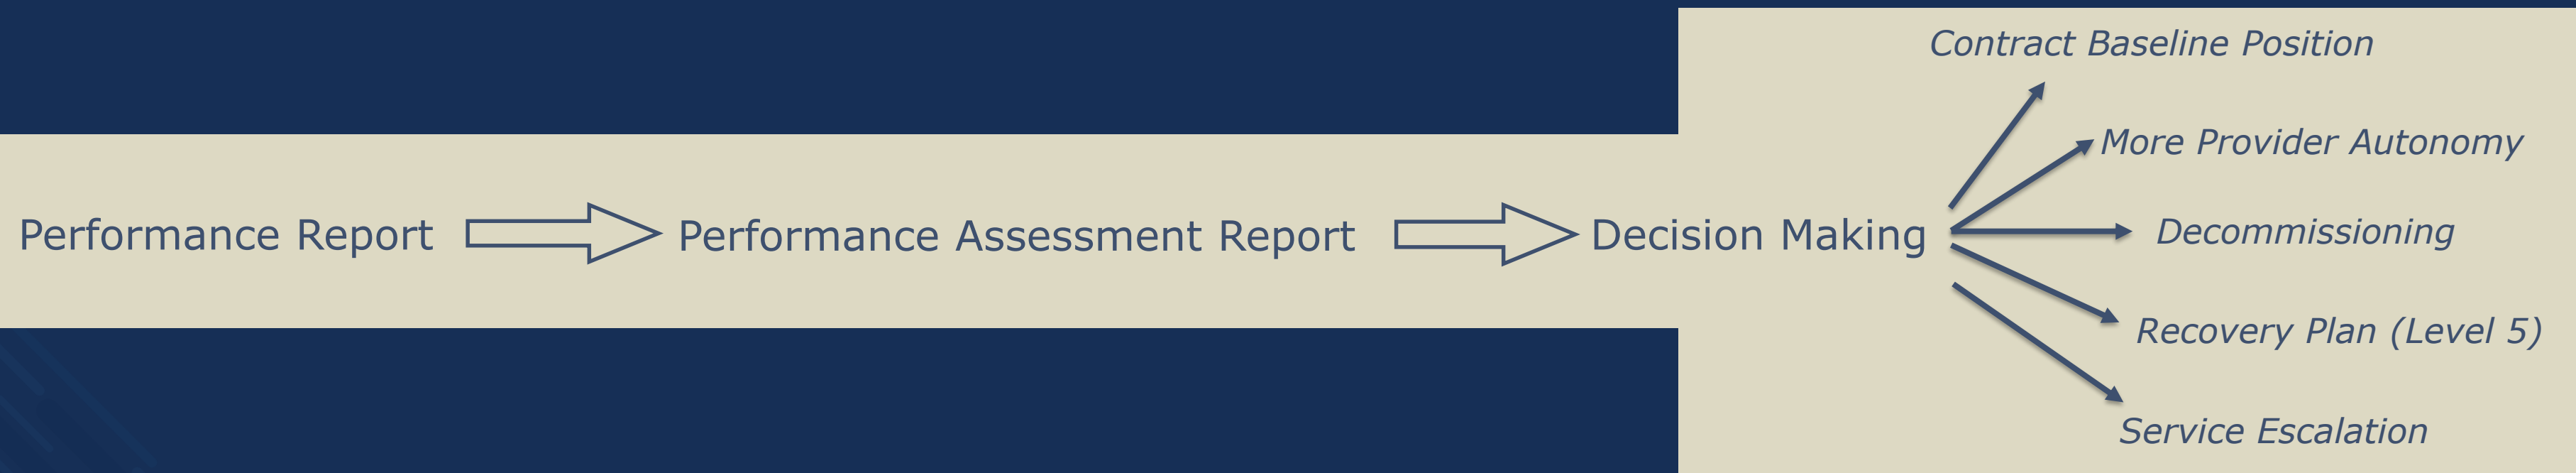 Contract Baseline Position
More Provider Autonomy
Performance Report
Performance Assessment Report
Decision Making
Decommissioning
Recovery Plan (Level 5)
Service Escalation